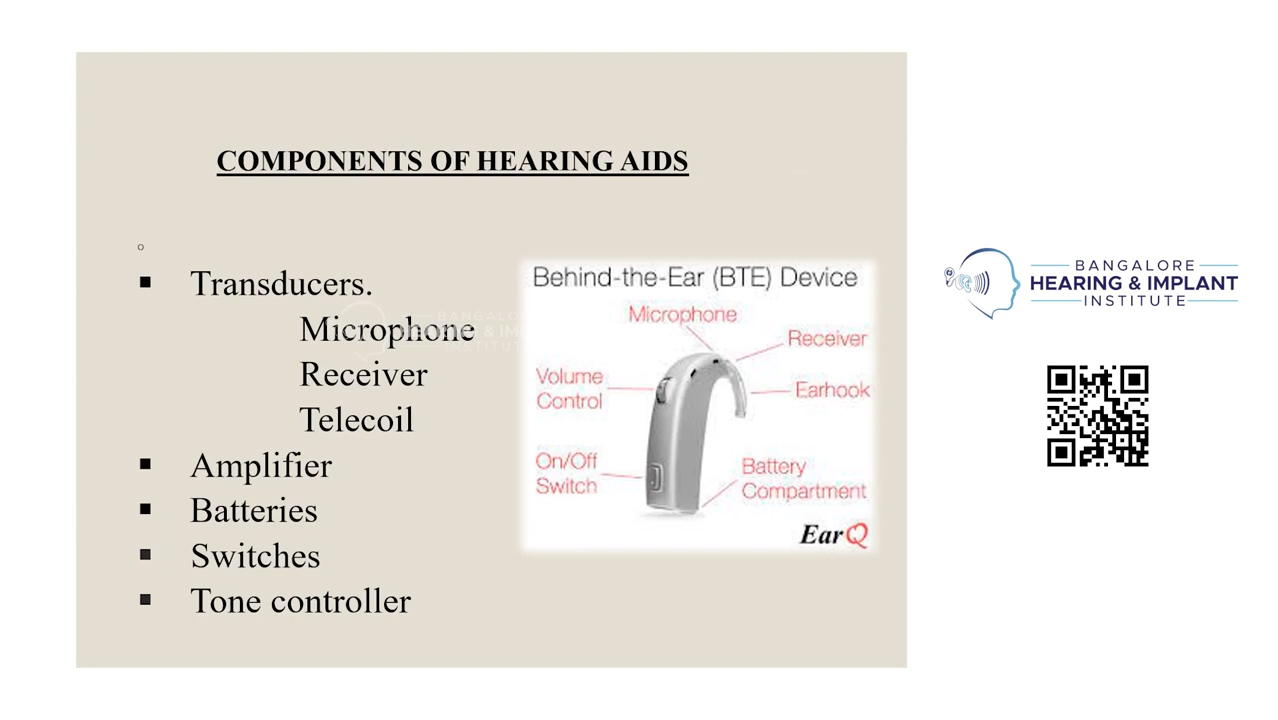 COMPONENTS OF HEARING AIDS
Transducers.
Microphone
Receiver
Telecoil
Amplifier
Batteries
Switches
Tone controller
Behind-the-Ear (BTE) Device
Microphone
Receiver
Volume
Control
Earhook
On/Off
Switch
Battery
Compartment
EarQ
BANGALORE
HEARING & IMPLANT
INSTITUTE